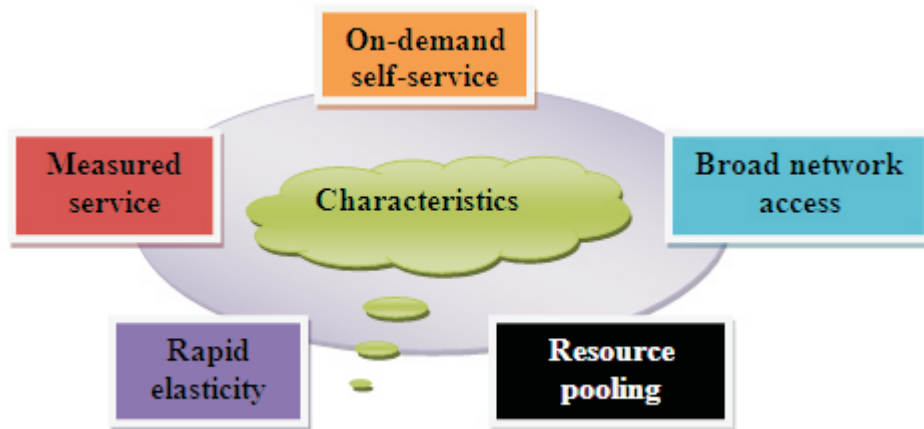 On-demand
self-service
Measured
service
Characteristics
Broad network
access
Rapid
elasticity
Resource
pooling